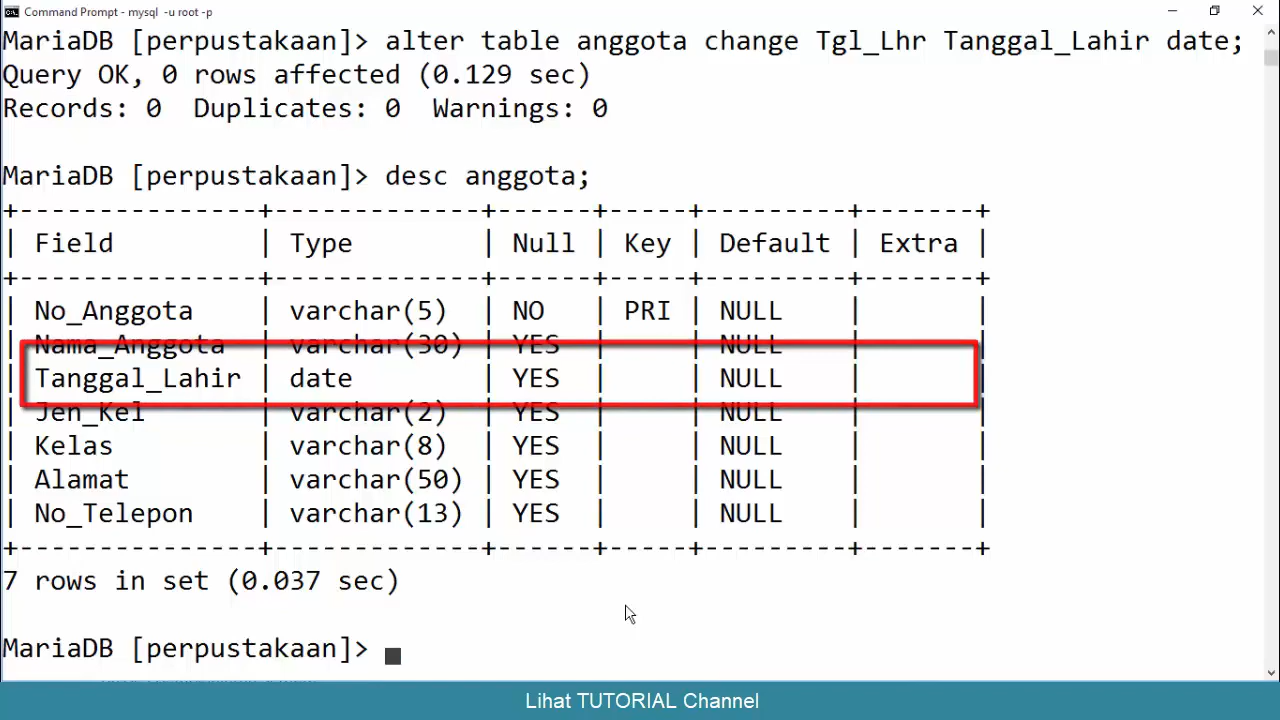 Command Prompt - mysql -u root -p
MariaDB [perpustakaan]> alter table anggota change Tgl_Lhr Tanggal_Lahir date;
Query OK, 0 rows affected (0.129 sec)
Records: 0  Duplicates: 0  Warnings: 0
MariaDB [perpustakaan]> desc anggota;
+---------------+-------------+------+-----+---------+-------+
| Field         | Type        | Null | Key | Default | Extra |
+---------------+-------------+------+-----+---------+-------+
| No_Anggota    | varchar(5)  | NO   | PRI | NULL    |       |
| Nama_Anggota  | varchar(30) | YES  |     | NULL    |       |
| Tanggal_Lahir | date        | YES  |     | NULL    |       |
| Jen_Kel       | varchar(2)  | YES  |     | NULL    |       |
| Kelas         | varchar(8)  | YES  |     | NULL    |       |
| Alamat        | varchar(50) | YES  |     | NULL    |       |
| No_Telepon    | varchar(13) | YES  |     | NULL    |       |
+---------------+-------------+------+-----+---------+-------+
7 rows in set (0.037 sec)
MariaDB [perpustakaan]>
Lihat TUTORIAL Channel